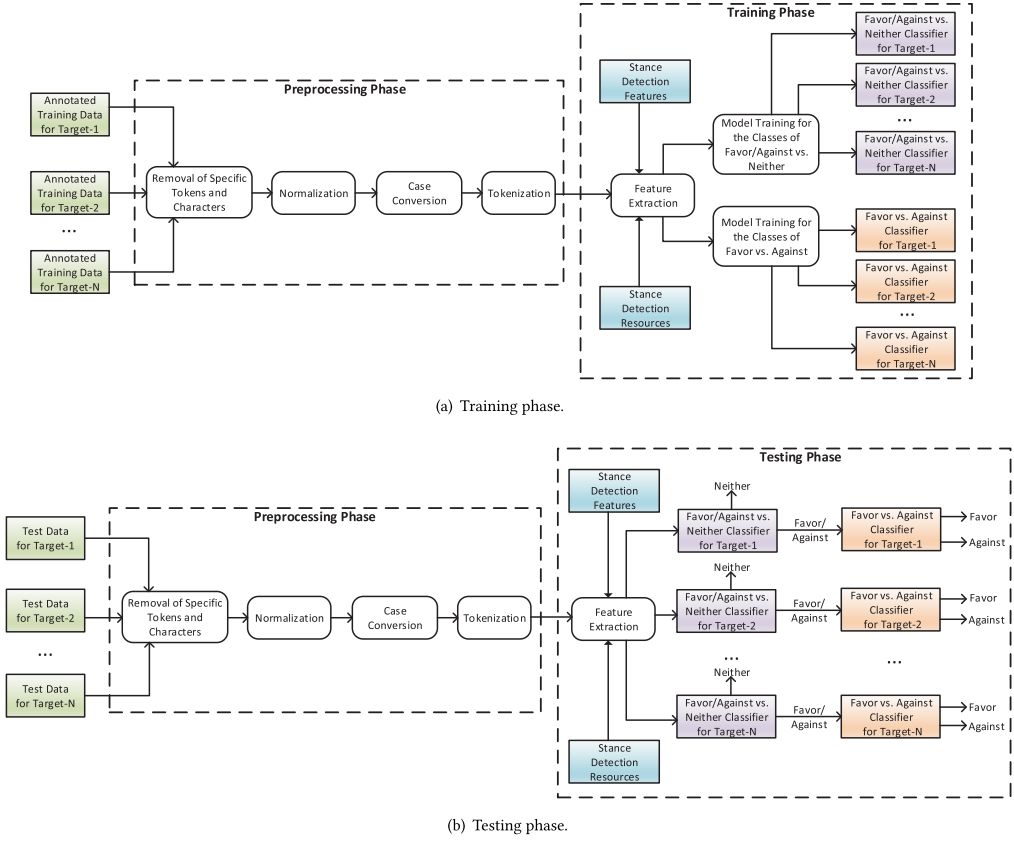 Training Phase
Preprocessing Phase
Annotated
Training Data
for Target-1
Annotated
Training Data
for Target-2
...
Annotated
Training Data
for Target-N
Removal of Specific
Tokens and
Characters
Normalization
Case
Conversion
Tokenization
Stance
Detection
Features
Feature
Extraction
Stance
Detection
Resources
Model Training for
the Classes of
Favor/Against vs.
Neither
Model Training for
the Classes of
Favor vs. Against
Favor/Against vs.
Neither Classifier
for Target-1
Favor/Against vs.
Neither Classifier
for Target-2
...
Favor/Against vs.
Neither Classifier
for Target-N
Favor vs. Against
Classifier
for Target-1
Favor vs. Against
Classifier
for Target-2
...
Favor vs. Against
Classifier
for Target-N
(a) Training phase.
Testing Phase
Preprocessing Phase
Test Data
for Target-1
Test Data
for Target-2
...
Test Data
for Target-N
Removal of Specific
Tokens and
Characters
Normalization
Case
Conversion
Tokenization
Stance
Detection
Features
Feature
Extraction
Stance
Detection
Resources
Neither
Favor/Against vs.
Neither Classifier
for Target-1
Favor/
Against
Favor vs. Against
Classifier
for Target-1
Favor
Against
Neither
Favor/Against vs.
Neither Classifier
for Target-2
Favor/
Against
Favor vs. Against
Classifier
for Target-2
Favor
Against
...
...
Neither
Favor/Against vs.
Neither Classifier
for Target-N
Favor/
Against
Favor vs. Against
Classifier
for Target-N
Favor
Against
(b) Testing phase.